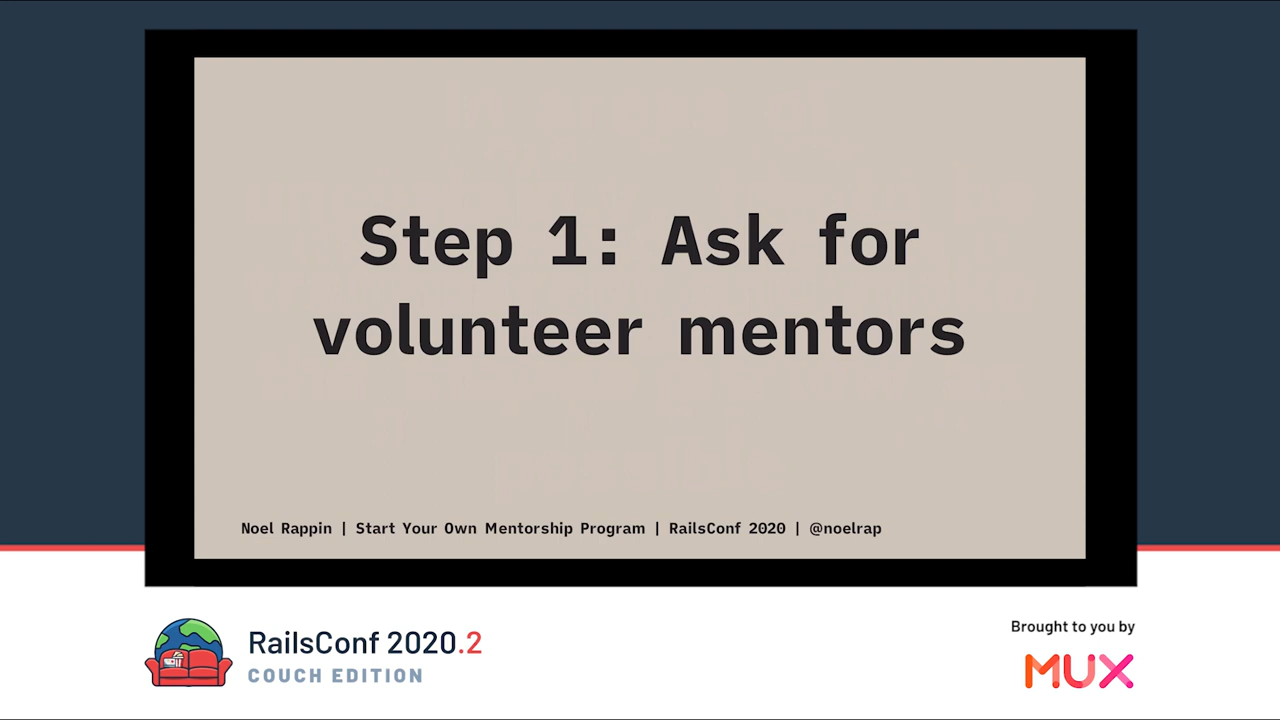 Step 1: Ask for
volunteer mentors
Noel Rappin | Start Your Own Mentorship Program | RailsConf 2020 | @noelrap
RailsConf 2020.2
COUCH EDITION
Brought to you by
MUX